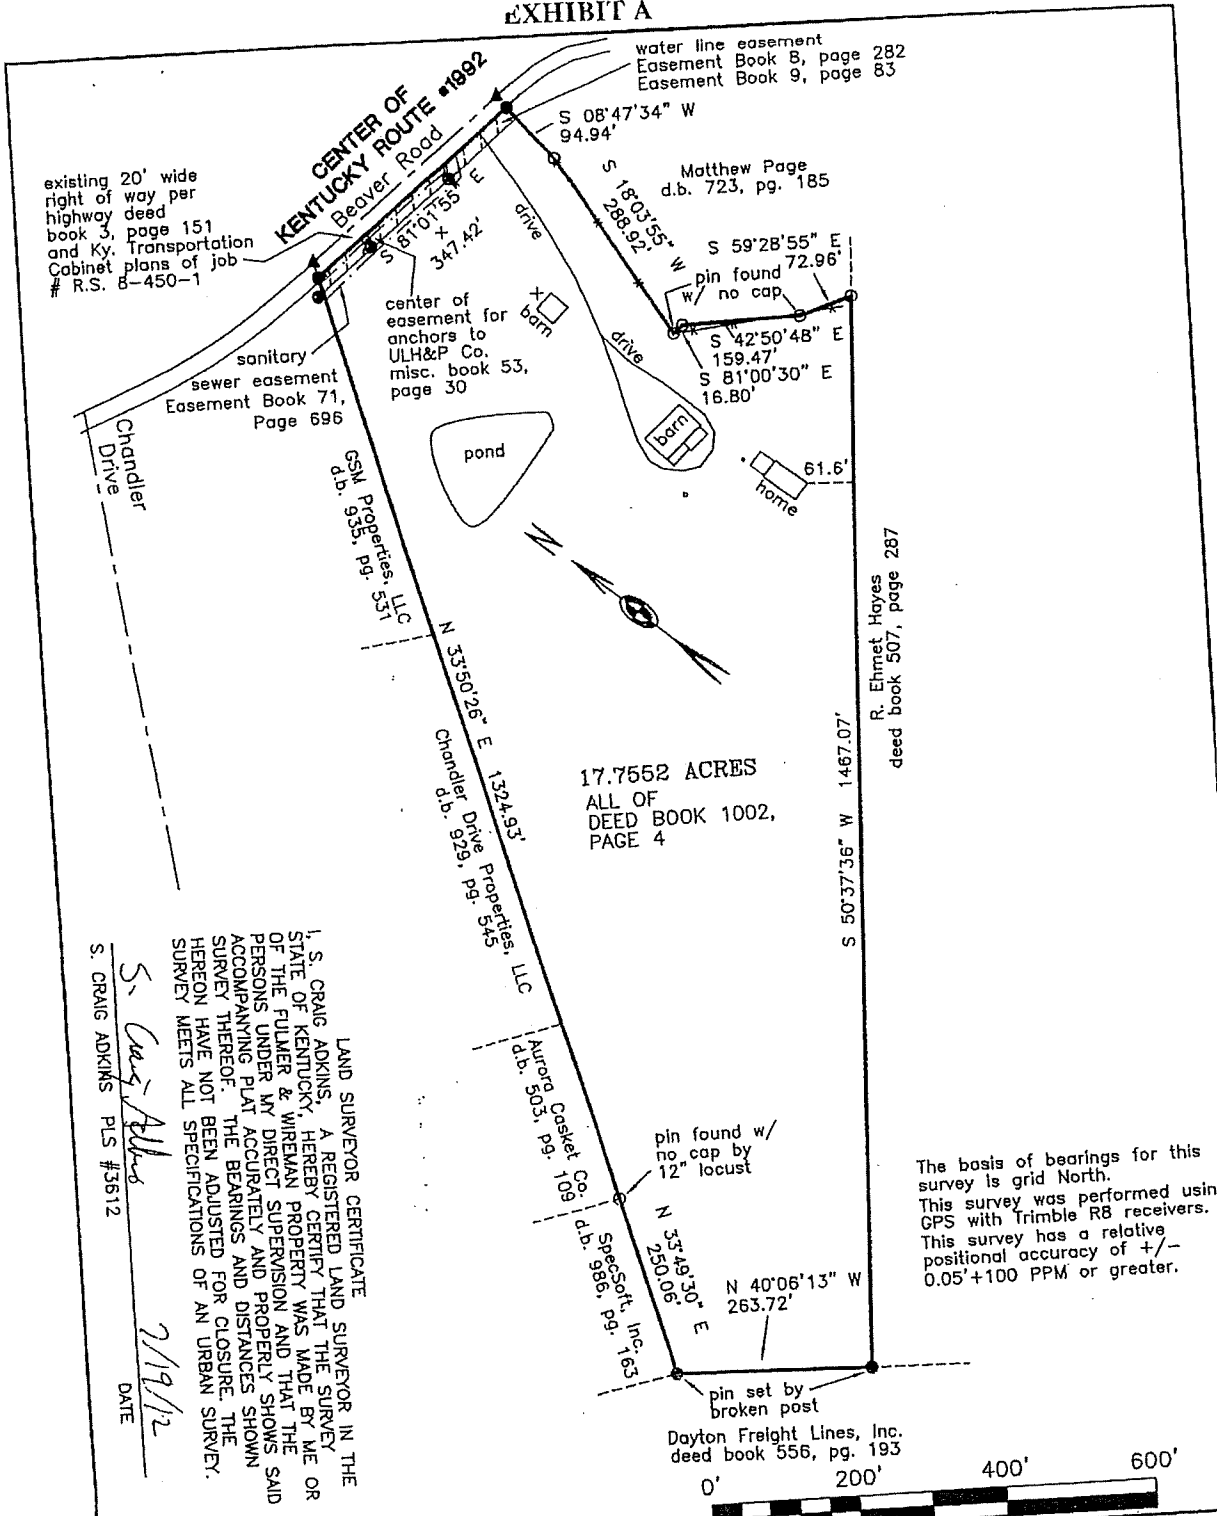 EXHIBIT A
water line easement
Easement Book 8, page 282
Easement Book 9, page 83
CENTER OF
KENTUCKY ROUTE #1992
Beaver Road
S 08°47'34" W
94.94'
Matthew Page
d.b. 723, pg. 185
existing 20' wide
right of way per
highway deed
book 3, page 151
and Ky. Transportation
Cabinet plans of job
# R.S. 8-450-1
S 81°01'55" E
347.42'
drive
S 18°03'55" W
288.92'
S 59°28'55" E
72.96'
pin found
w/ no cap
S 42°50'48" E
159.47'
S 81°00'30" E
16.80'
center of
easement for
anchors to
ULH&P Co.
misc. book 53,
page 30
barn
drive
sanitary
sewer easement
Easement Book 71,
Page 696
Chandler
Drive
pond
barn
home
61.6'
GSM Properties, LLC
d.b. 935, pg. 531
N
R. Ehmet Hayes
deed book 507, page 287
N 33°50'26" E 1324.93'
Chandler Drive Properties, LLC
d.b. 929, pg. 545
17.7552 ACRES
ALL OF
DEED BOOK 1002,
PAGE 4
S 50°37'36" W 1467.07'
Aurora Casket Co.
d.b. 503, pg. 109
pin found w/
no cap by
12" locust
SpecSoft, Inc.
d.b. 986, pg. 163
N 33°49'30" E
250.06'
N 40°06'13" W
263.72'
pin set by
broken post
Dayton Freight Lines, Inc.
deed book 556, pg. 193
The basis of bearings for this
survey is grid North.
This survey was performed usin
GPS with Trimble R8 receivers.
This survey has a relative
positional accuracy of +/-
0.05'+100 PPM or greater.
LAND SURVEYOR CERTIFICATE
I, S. CRAIG ADKINS, A REGISTERED LAND SURVEYOR IN THE
STATE OF KENTUCKY, HEREBY CERTIFY THAT THE SURVEY
OF THE FULMER & WIREMAN PROPERTY WAS MADE BY ME OR
PERSONS UNDER MY DIRECT SUPERVISION AND THAT THE
ACCOMPANYING PLAT ACCURATELY AND PROPERLY SHOWS SAID
SURVEY THEREOF. THE BEARINGS AND DISTANCES SHOWN
HEREON HAVE NOT BEEN ADJUSTED FOR CLOSURE. THE
SURVEY MEETS ALL SPECIFICATIONS OF AN URBAN SURVEY.
S. Craig Adkins 7/19/12
S. CRAIG ADKINS PLS #3612 DATE
0' 200' 400' 600'